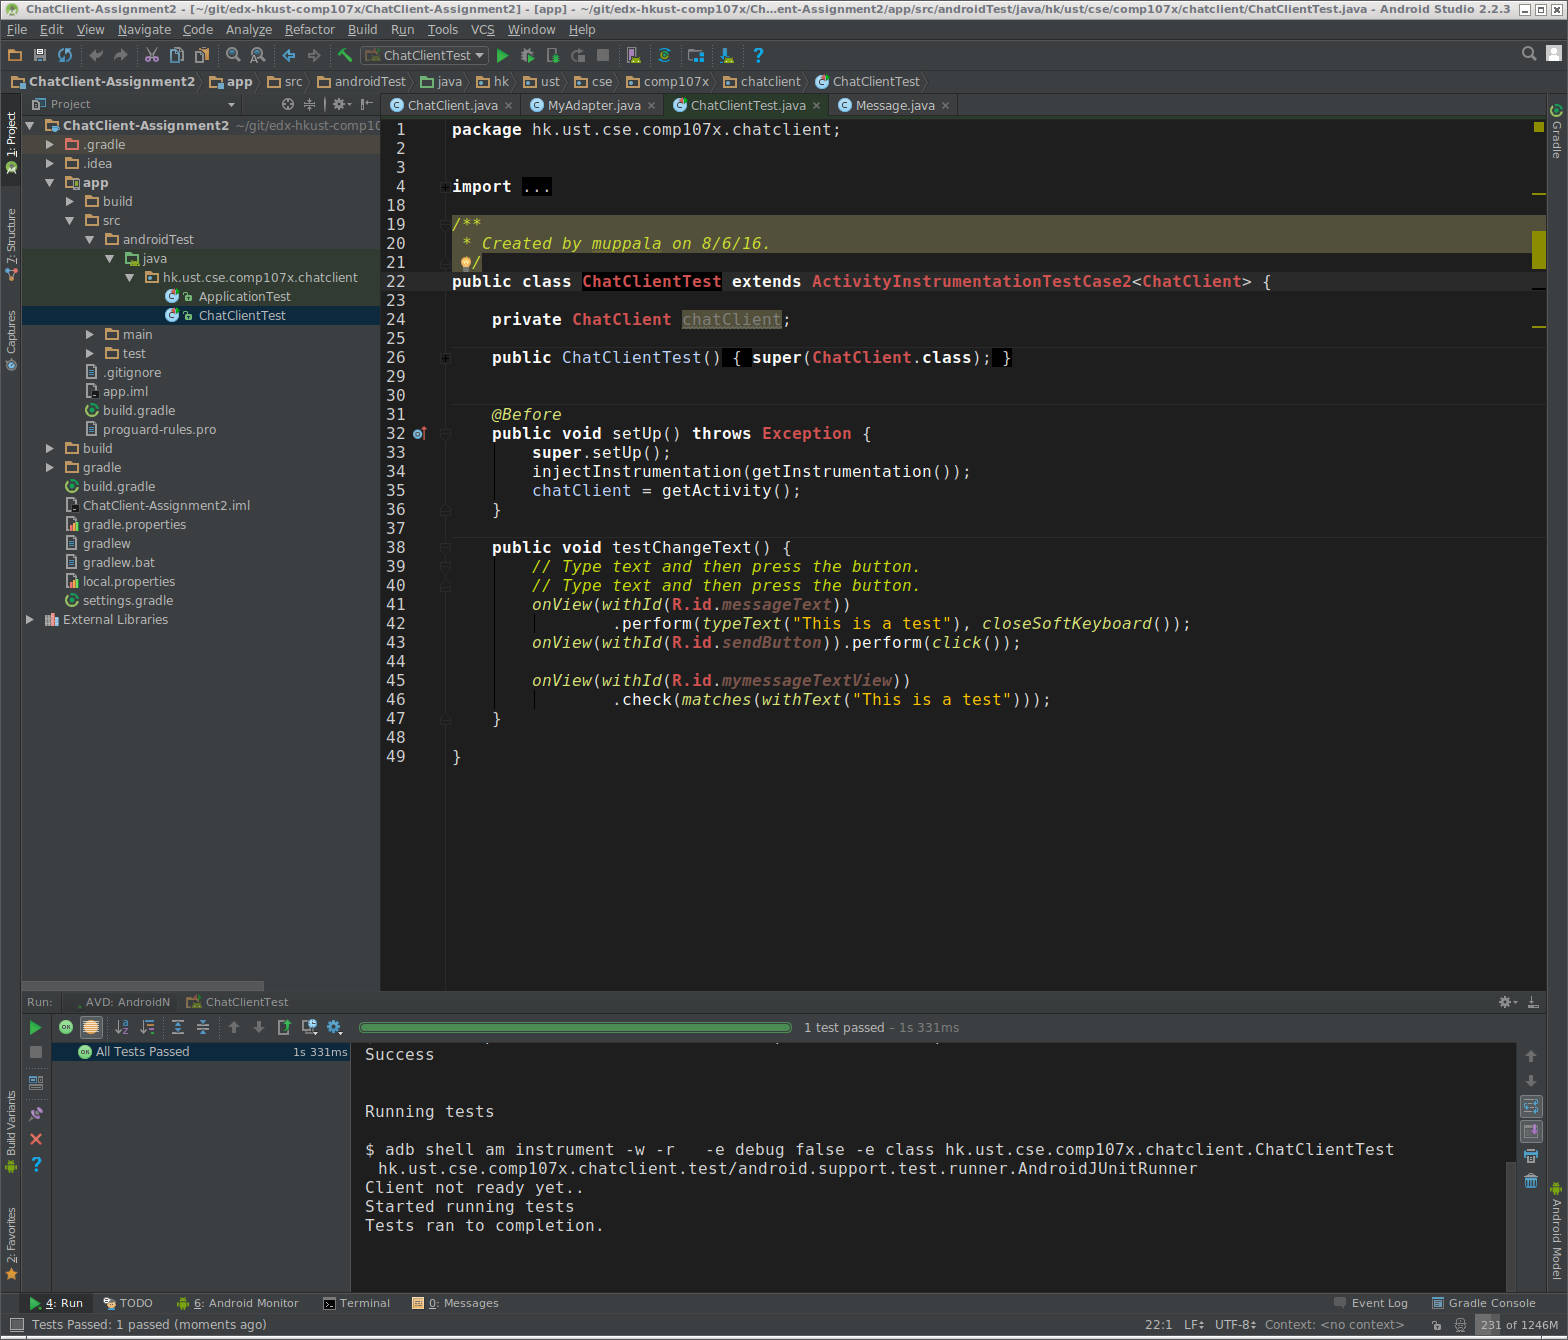 ChatClient-Assignment2 - [~/git/edx-hkust-comp107x/ChatClient-Assignment2] - [app] - ~/git/edx-hkust-comp107x/Ch...ent-Assignment2/app/src/androidTest/java/hk/ust/cse/comp107x/chatclient/ChatClientTest.java - Android Studio 2.2.3
File Edit View Navigate Code Analyze Refactor Build Run Tools VCS Window Help
ChatClientTest
ChatClient-Assignment2 app src androidTest java hk ust cse comp107x chatclient ChatClientTest
Project
ChatClient.java MyAdapter.java ChatClientTest.java Message.java
1: Project
7: Structure
Captures
Build Variants
2: Favorites
ChatClient-Assignment2 ~/git/edx-hkust-comp10
.gradle
.idea
app
build
src
androidTest
java
hk.ust.cse.comp107x.chatclient
ApplicationTest
ChatClientTest
main
test
.gitignore
app.iml
build.gradle
proguard-rules.pro
build
gradle
build.gradle
ChatClient-Assignment2.iml
gradle.properties
gradlew
gradlew.bat
local.properties
settings.gradle
External Libraries
1 package hk.ust.cse.comp107x.chatclient;
2
3
4 import ...
18
19 /**
20 * Created by muppala on 8/6/16.
21 */
22 public class ChatClientTest extends ActivityInstrumentationTestCase2<ChatClient> {
23
24 private ChatClient chatClient;
25
26 public ChatClientTest() { super(ChatClient.class); }
29
30
31 @Before
32 public void setUp() throws Exception {
33 super.setUp();
34 injectInstrumentation(getInstrumentation());
35 chatClient = getActivity();
36 }
37
38 public void testChangeText() {
39 // Type text and then press the button.
40 // Type text and then press the button.
41 onView(withId(R.id.messageText))
42 .perform(typeText("This is a test"), closeSoftKeyboard());
43 onView(withId(R.id.sendButton)).perform(click());
44
45 onView(withId(R.id.mymessageTextView))
46 .check(matches(withText("This is a test")));
47 }
48
49 }
Gradle
Android Model
Run: AVD: AndroidN ChatClientTest
1 test passed - 1s 331ms
OK All Tests Passed 1s 331ms
Success
Running tests
$ adb shell am instrument -w -r   -e debug false -e class hk.ust.cse.comp107x.chatclient.ChatClientTest
hk.ust.cse.comp107x.chatclient.test/android.support.test.runner.AndroidJUnitRunner
Client not ready yet..
Started running tests
Tests ran to completion.
4: Run TODO 6: Android Monitor Terminal 0: Messages Event Log Gradle Console
Tests Passed: 1 passed (moments ago) 22:1 LF UTF-8 Context: <no context> 231 of 1246M